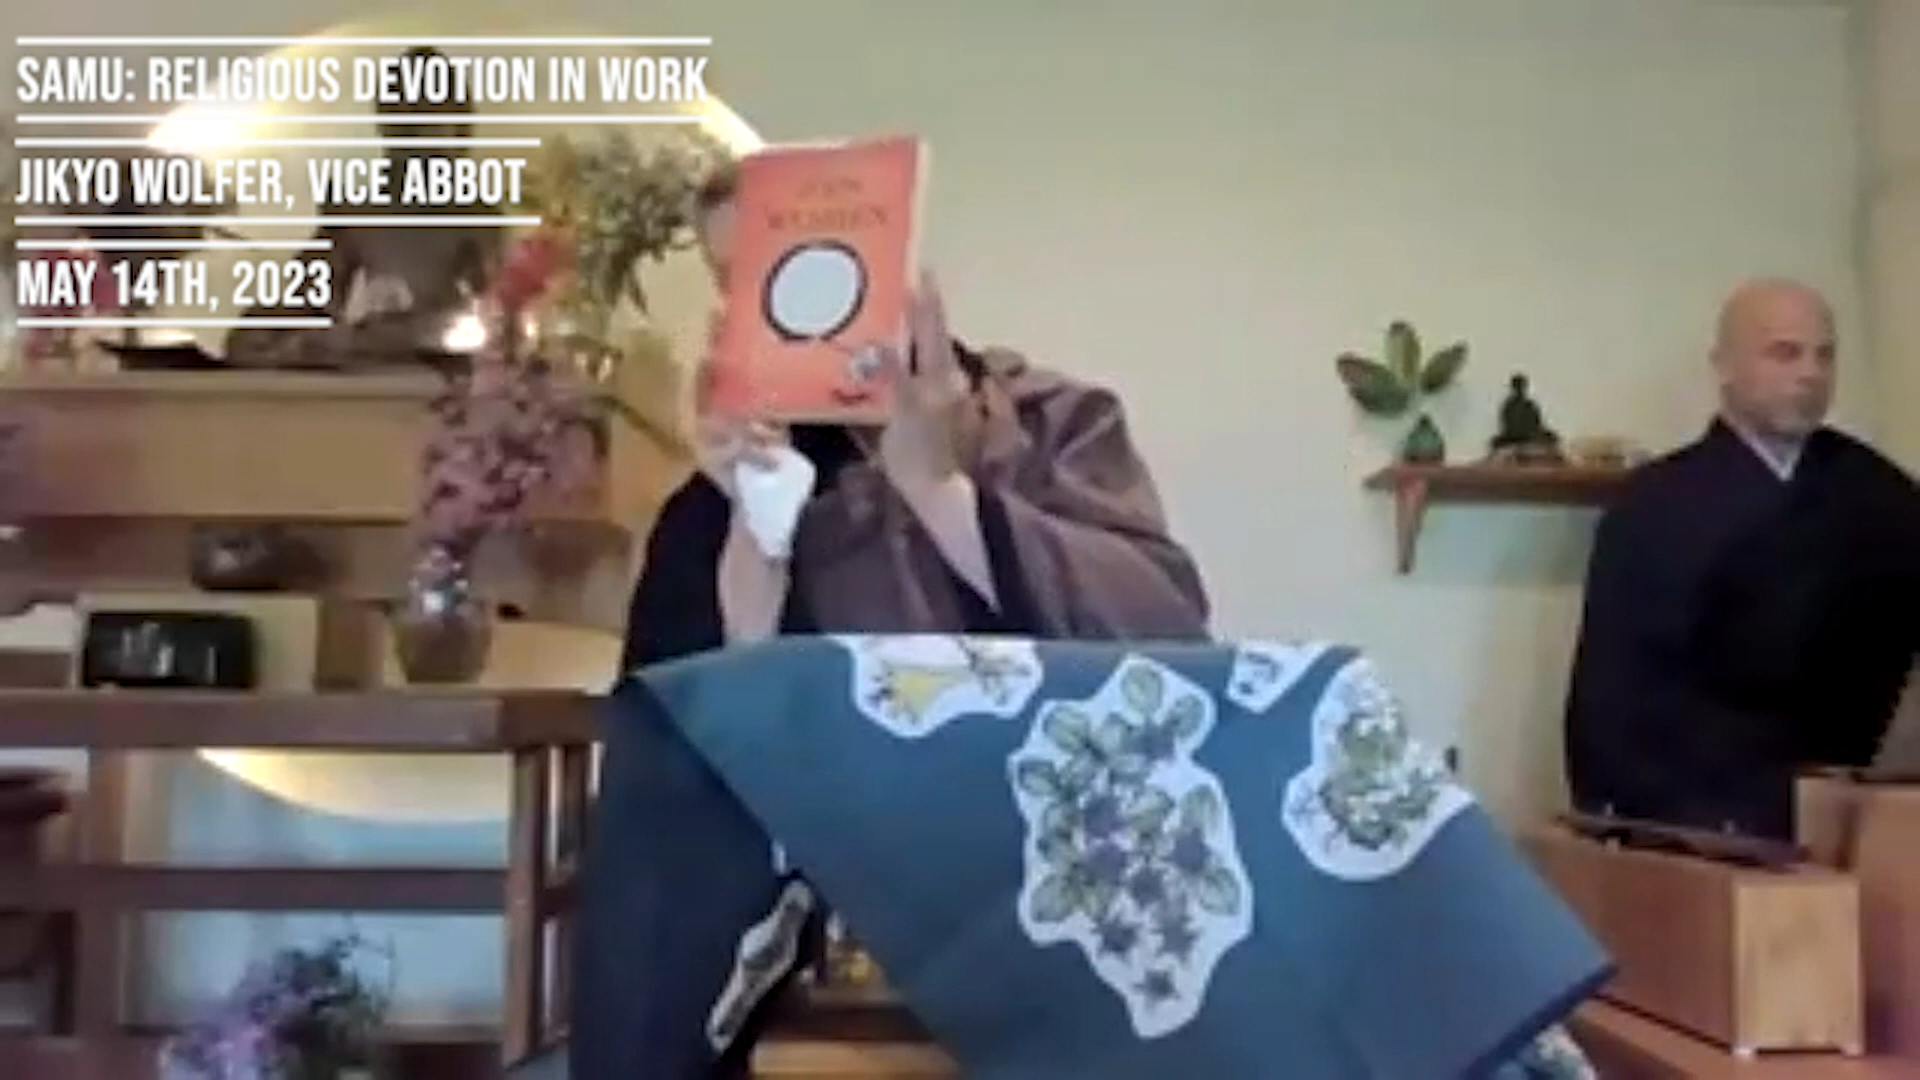 SAMU: RELIGIOUS DEVOTION IN WORK
JIKYO WOLFER, VICE ABBOT
MAY 14TH, 2023